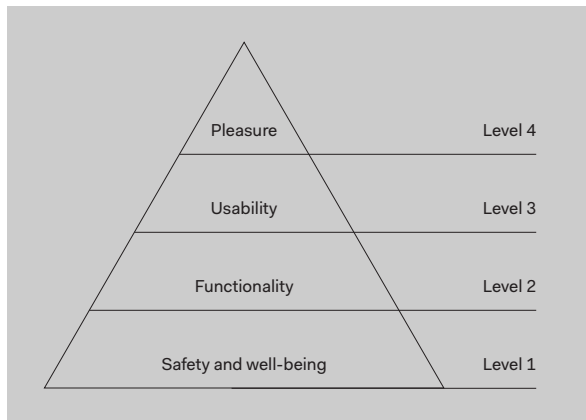 Pleasure Level 4
Usability Level 3
Functionality Level 2
Safety and well-being Level 1